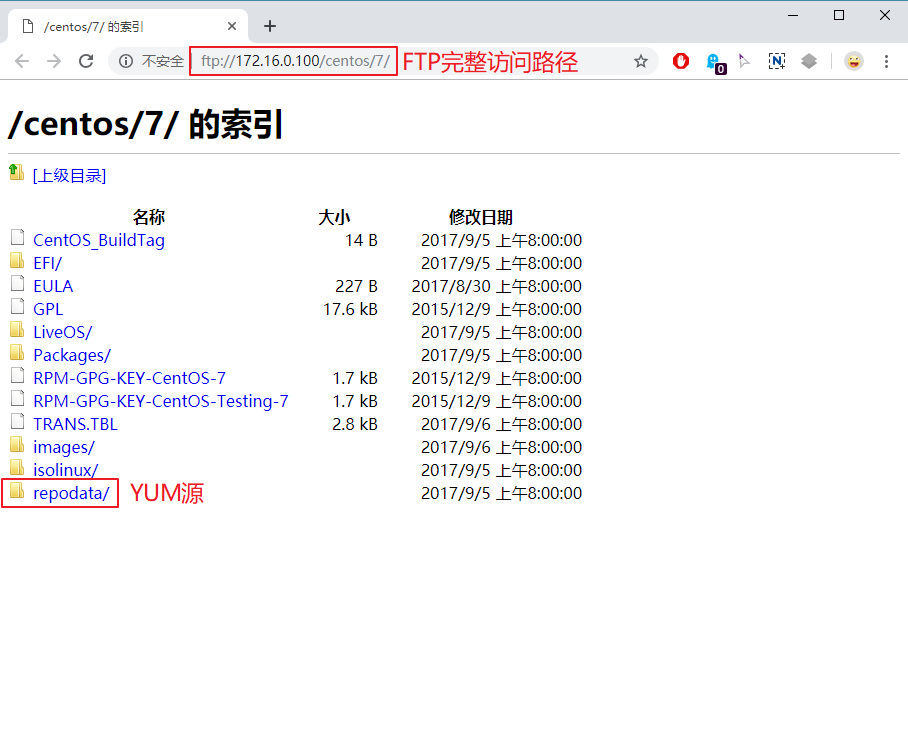 /centos/7/ 的索引
不安全 ftp://172.16.0.100/centos/7/ FTP完整访问路径
N
0
/centos/7/ 的索引
[上级目录]
名称 大小 修改日期
CentOS_BuildTag 14 B 2017/9/5 上午8:00:00
EFI/ 2017/9/5 上午8:00:00
EULA 227 B 2017/8/30 上午8:00:00
GPL 17.6 kB 2015/12/9 上午8:00:00
LiveOS/ 2017/9/5 上午8:00:00
Packages/ 2017/9/5 上午8:00:00
RPM-GPG-KEY-CentOS-7 1.7 kB 2015/12/9 上午8:00:00
RPM-GPG-KEY-CentOS-Testing-7 1.7 kB 2015/12/9 上午8:00:00
TRANS.TBL 2.8 kB 2017/9/6 上午8:00:00
images/ 2017/9/6 上午8:00:00
isolinux/ 2017/9/5 上午8:00:00
repodata/ YUM源 2017/9/5 上午8:00:00